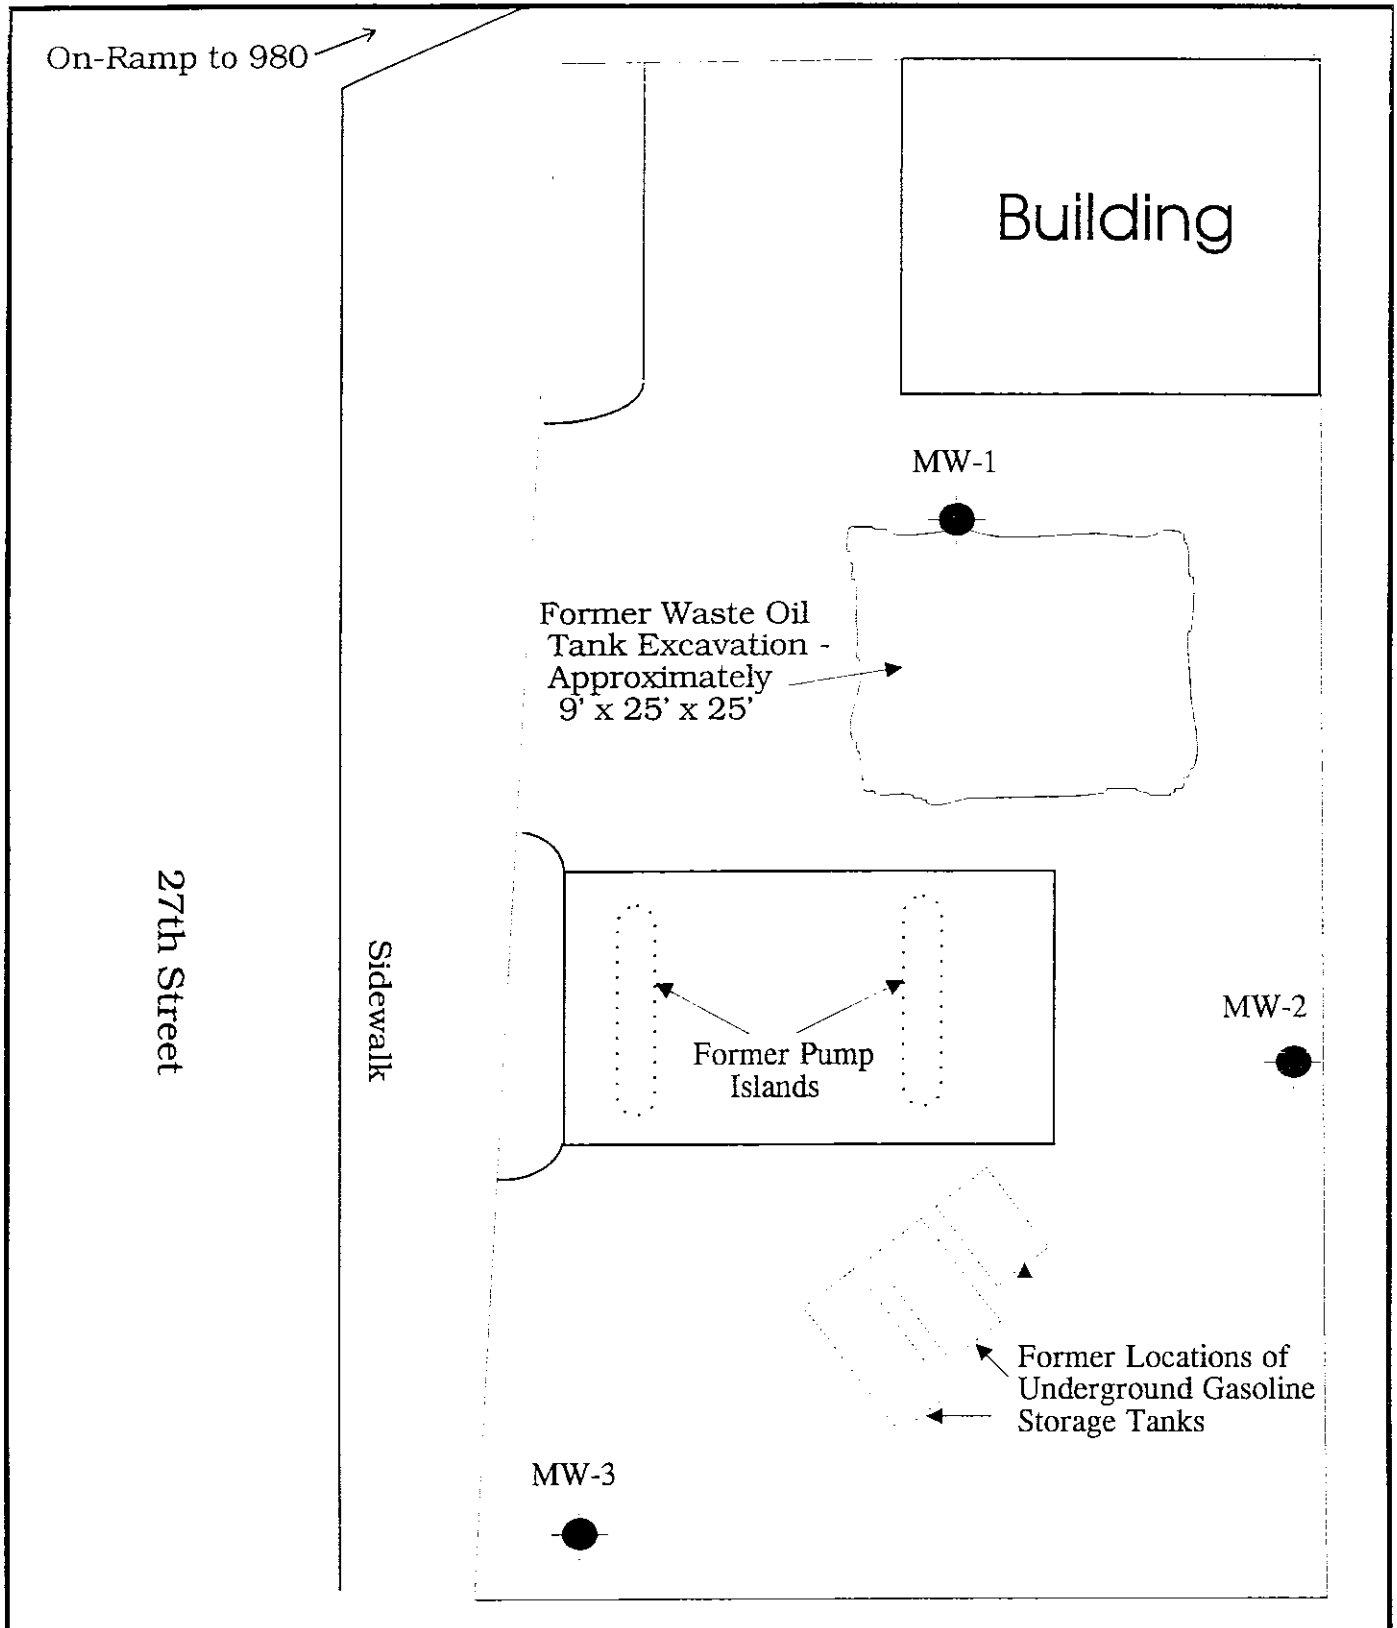 On-Ramp to 980
Building
MW-1
Former Waste Oil
Tank Excavation -
Approximately
9' x 25' x 25'
27th Street
Sidewalk
MW-2
Former Pump
Islands
Former Locations of
Underground Gasoline
Storage Tanks
MW-3